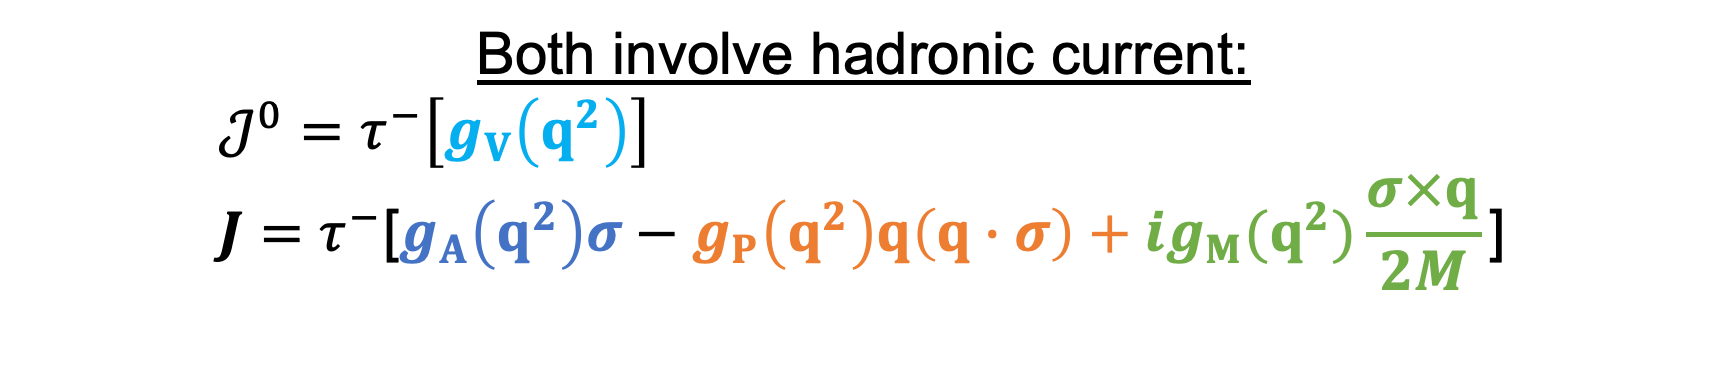 Both involve hadronic current:
𝒥⁰ = τ⁻[g_V(q²)]
J = τ⁻[g_A(q²)σ − g_P(q²)q(q · σ) + ig_M(q²) σ×q / 2M]